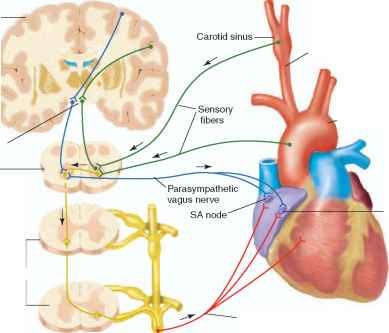 Carotid sinus
Sensory
fibers
Parasympathetic
vagus nerve
SA node